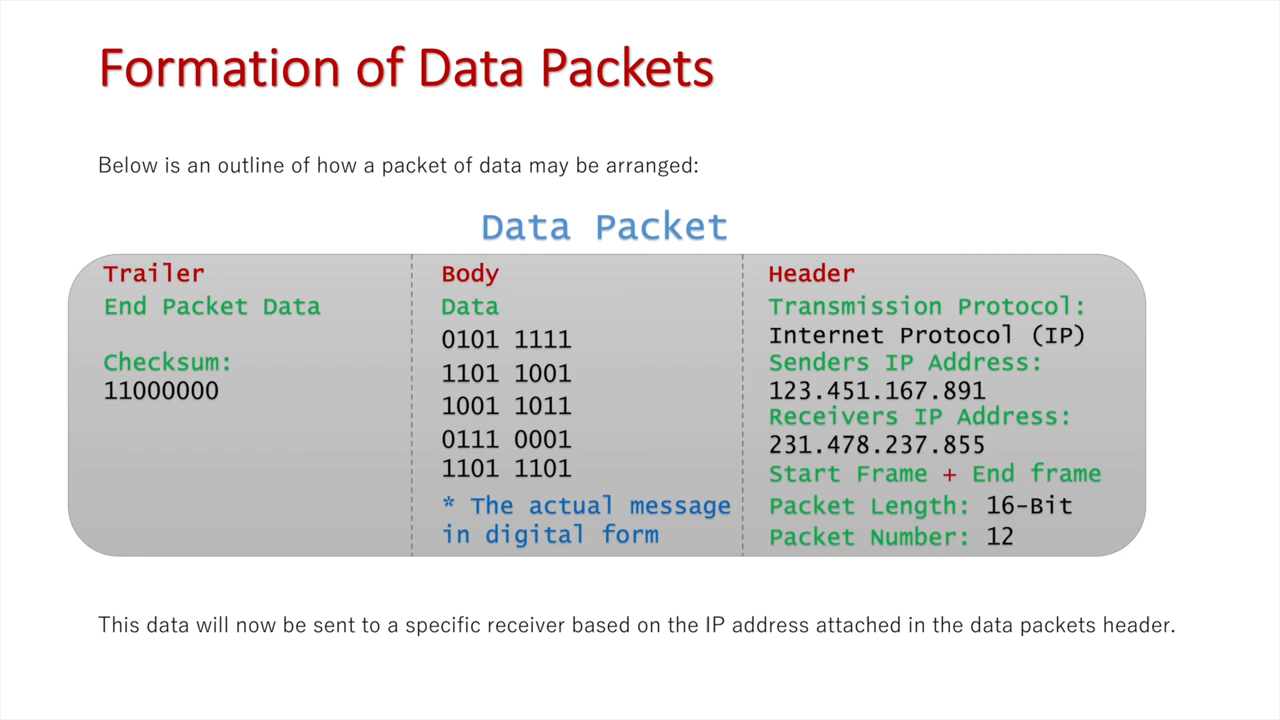 Formation of Data Packets
Below is an outline of how a packet of data may be arranged:
Data Packet
Trailer
End Packet Data
Checksum:
11000000
Body
Data
0101 1111
1101 1001
1001 1011
0111 0001
1101 1101
* The actual message
in digital form
Header
Transmission Protocol:
Internet Protocol (IP)
Senders IP Address:
123.451.167.891
Receivers IP Address:
231.478.237.855
Start Frame + End frame
Packet Length: 16-Bit
Packet Number: 12
This data will now be sent to a specific receiver based on the IP address attached in the data packets header.